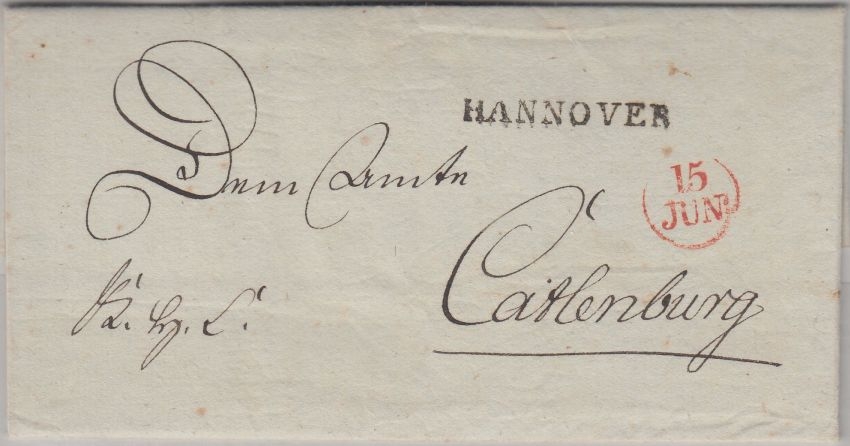 HANNOVER
15
JUN
Dem Amte
Catlenburg